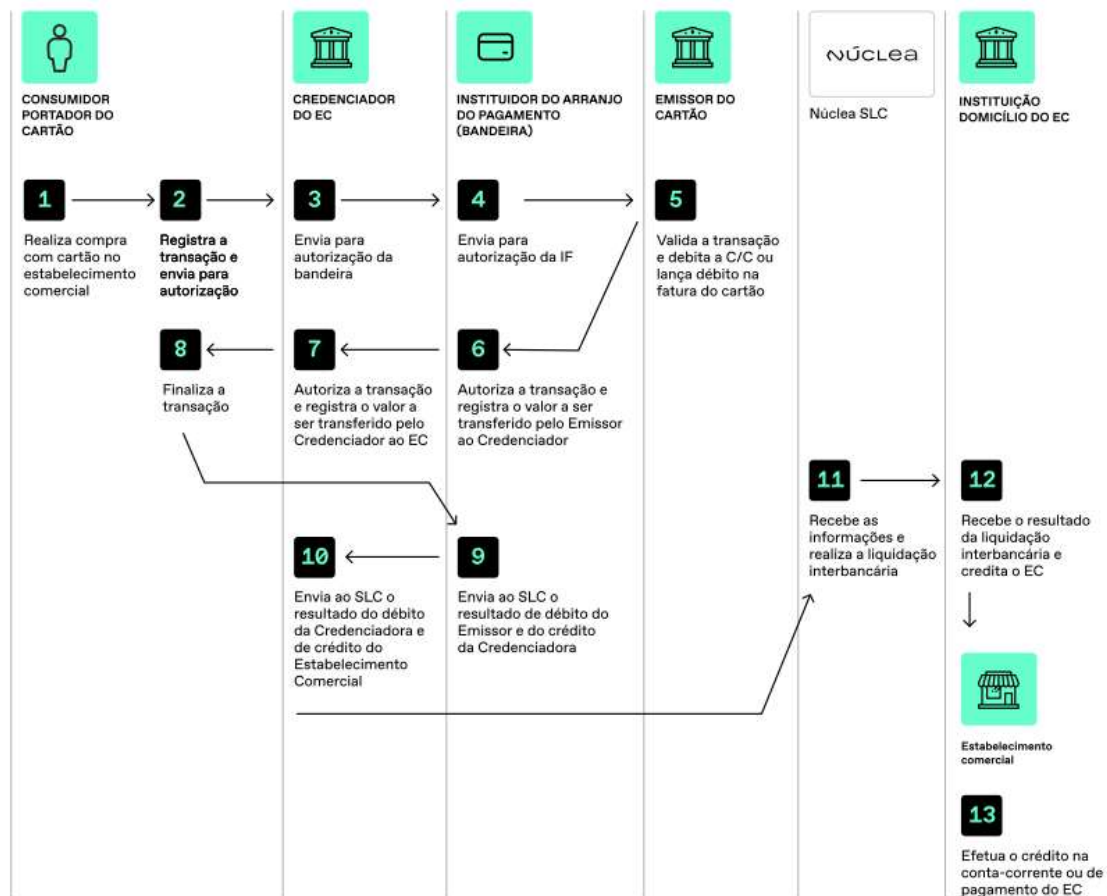 CONSUMIDOR
PORTADOR DO
CARTÃO
CREDENCIADOR
DO EC
INSTITUIDOR DO ARRANJO
DO PAGAMENTO
(BANDEIRA)
EMISSOR DO
CARTÃO
NÚCLEA
Núclea SLC
INSTITUIÇÃO
DOMICÍLIO DO EC
1
Realiza compra
com cartão no
estabelecimento
comercial
2
Registra a
transação e
envia para
autorização
3
Envia para
autorização da
bandeira
4
Envia para
autorização da IF
5
Valida a transação
e debita a C/C ou
lança débito na
fatura do cartão
8
Finaliza a
transação
7
Autoriza a transação
e registra o valor a
ser transferido pelo
Credenciador ao EC
6
Autoriza a transação e
registra o valor a ser
transferido pelo Emissor
ao Credenciador
10
Envia ao SLC o
resultado do débito
da Credenciadora e
de crédito do
Estabelecimento
Comercial
9
Envia ao SLC o
resultado de débito do
Emissor e do crédito
da Credenciadora
11
Recebe as
informações e
realiza a liquidação
interbancária
12
Recebe o resultado
da liquidação
interbancária e
credita o EC
Estabelecimento
comercial
13
Efetua o crédito na
conta-corrente ou de
pagamento do EC